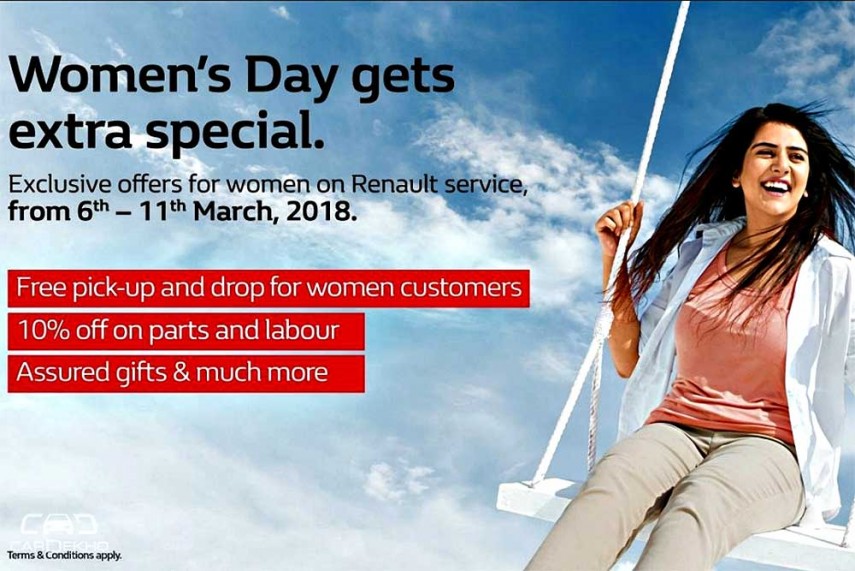 Women's Day gets
extra special.
Exclusive offers for women on Renault service,
from 6th – 11th March, 2018.
Free pick-up and drop for women customers
10% off on parts and labour
Assured gifts & much more
CARDEKHO
Terms & Conditions apply.